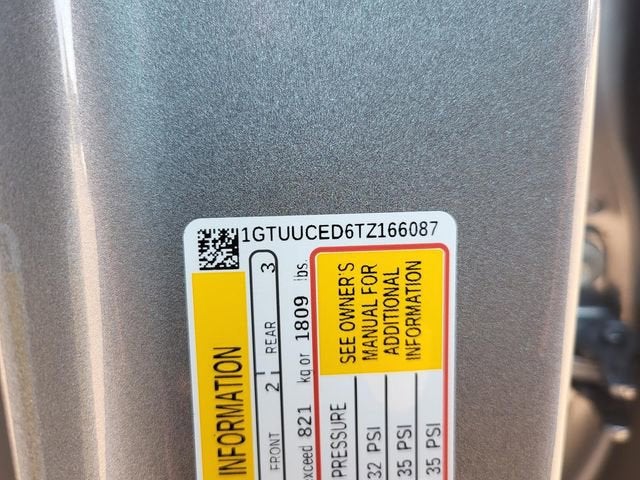 1GTUUCED6TZ166087
INFORMATION
FRONT 2 REAR 3
xceed 821 kg or 1809 lbs.
SEE OWNER'S
MANUAL FOR
ADDITIONAL
INFORMATION
PRESSURE
32 PSI
35 PSI
35 PSI